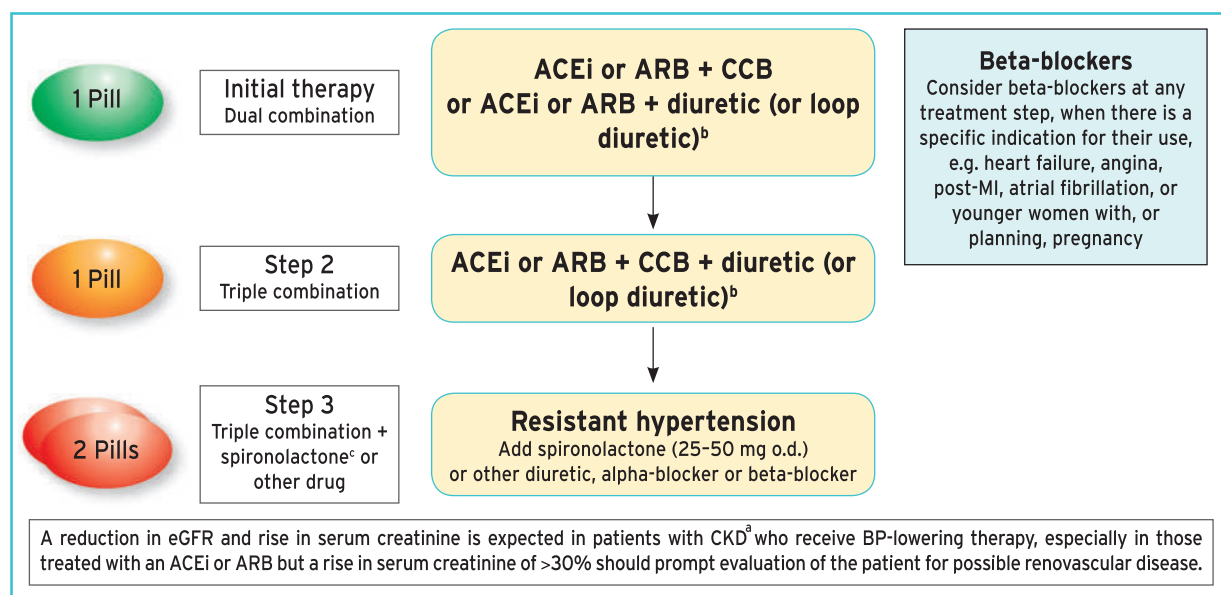 1 Pill
Initial therapy
Dual combination
ACEi or ARB + CCB
or ACEi or ARB + diuretic (or loop
diuretic)ᵇ
Beta-blockers
Consider beta-blockers at any
treatment step, when there is a
specific indication for their use,
e.g. heart failure, angina,
post-MI, atrial fibrillation, or
younger women with, or
planning, pregnancy
1 Pill
Step 2
Triple combination
ACEi or ARB + CCB + diuretic (or
loop diuretic)ᵇ
2 Pills
Step 3
Triple combination +
spironolactoneᶜ or
other drug
Resistant hypertension
Add spironolactone (25–50 mg o.d.)
or other diuretic, alpha-blocker or beta-blocker
A reduction in eGFR and rise in serum creatinine is expected in patients with CKDᵃ who receive BP-lowering therapy, especially in those
treated with an ACEi or ARB but a rise in serum creatinine of >30% should prompt evaluation of the patient for possible renovascular disease.